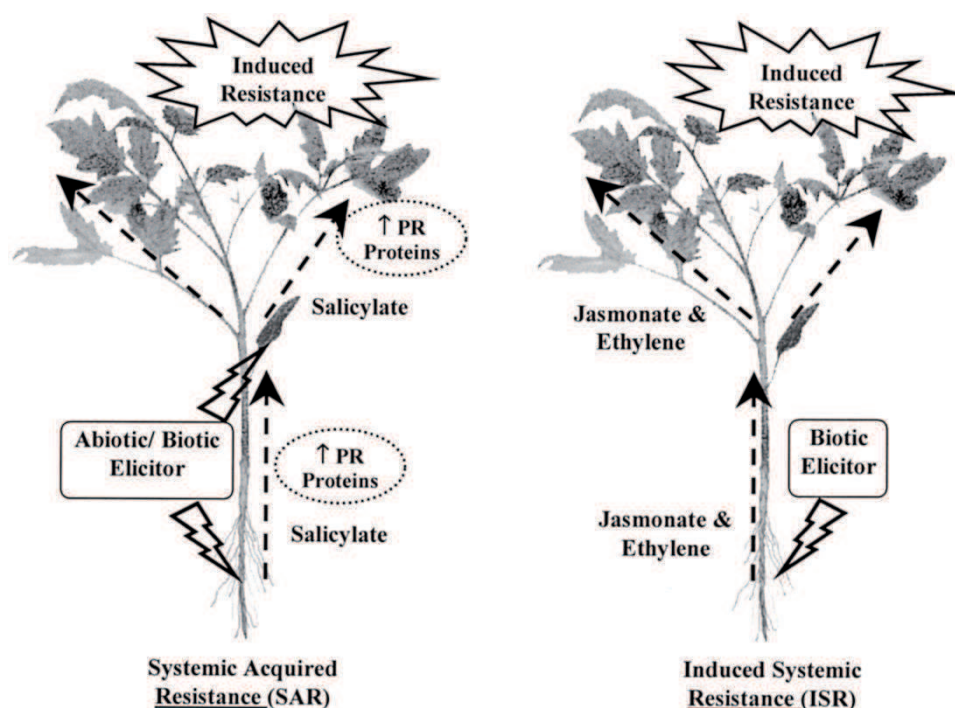 Induced
Resistance
↑ PR
Proteins
Salicylate
Abiotic/ Biotic
Elicitor
↑ PR
Proteins
Salicylate
Systemic Acquired
Resistance (SAR)
Induced
Resistance
Jasmonate &
Ethylene
Biotic
Elicitor
Jasmonate &
Ethylene
Induced Systemic
Resistance (ISR)